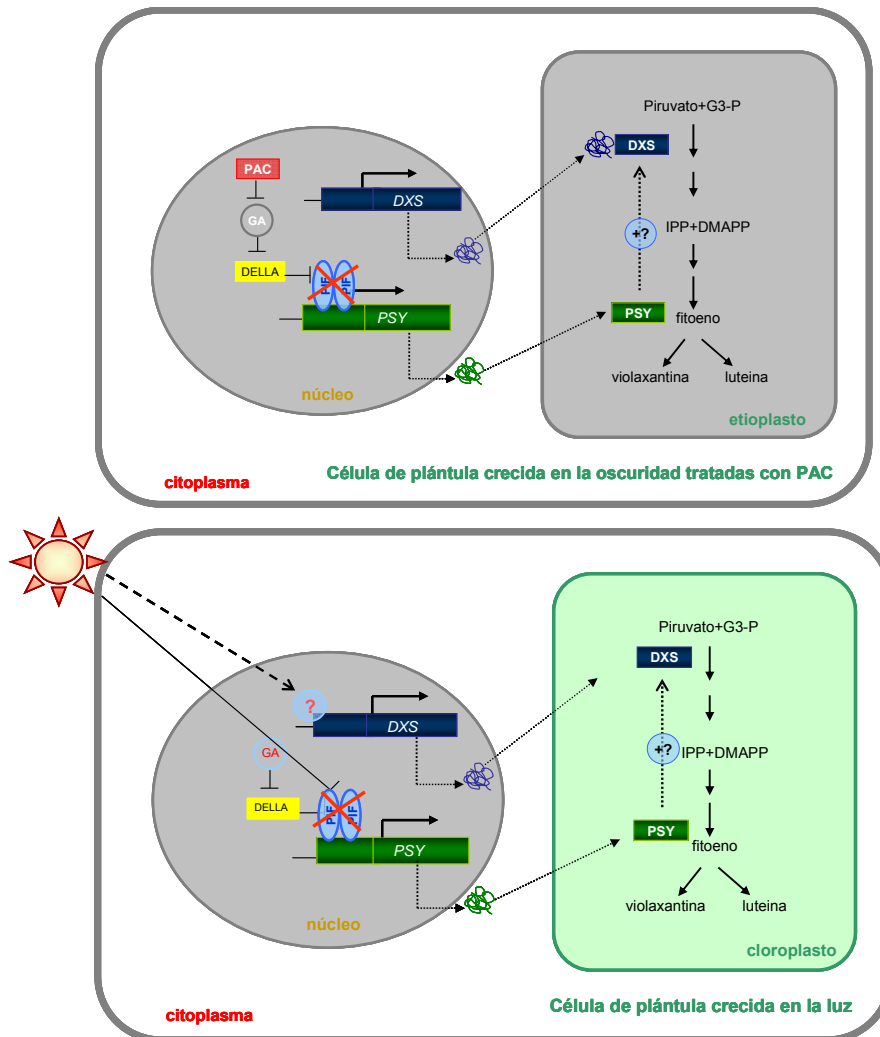 Piruvato+G3-P
DXS
PAC
DXS
GA
+?
IPP+DMAPP
DELLA
PIF
PIF
PSY
PSY
fitoeno
violaxantina
luteina
núcleo
etioplasto
Célula de plántula crecida en la oscuridad tratadas con PAC
citoplasma
Piruvato+G3-P
DXS
?
DXS
GA
+?
IPP+DMAPP
DELLA
PIF
PIF
PSY
PSY
fitoeno
violaxantina
luteina
núcleo
cloroplasto
Célula de plántula crecida en la luz
citoplasma